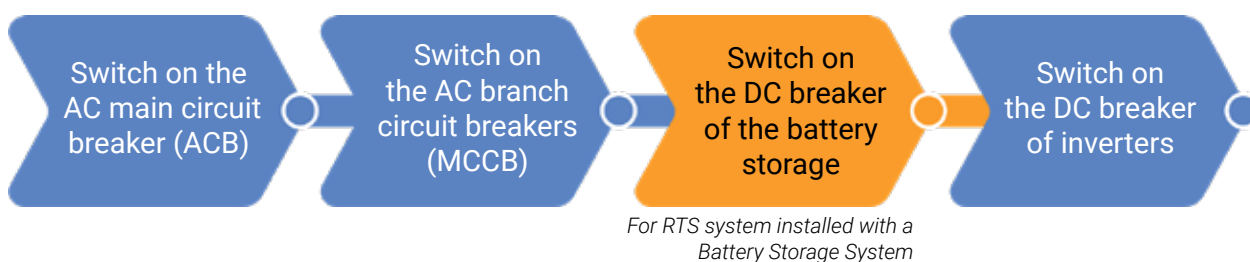 Switch on the
AC main circuit
breaker (ACB)
Switch on
the AC branch
circuit breakers
(MCCB)
Switch on
the DC breaker
of the battery
storage
For RTS system installed with a
Battery Storage System
Switch on
the DC breaker
of inverters